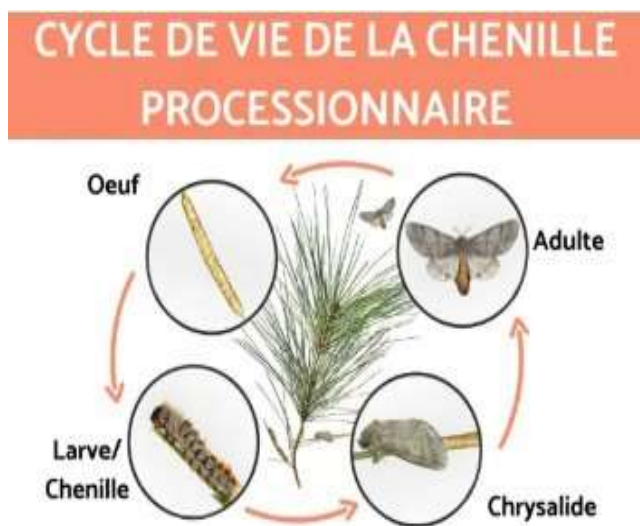 CYCLE DE VIE DE LA CHENILLE
PROCESSIONNAIRE
Oeuf
Adulte
Larve/
Chenille
Chrysalide